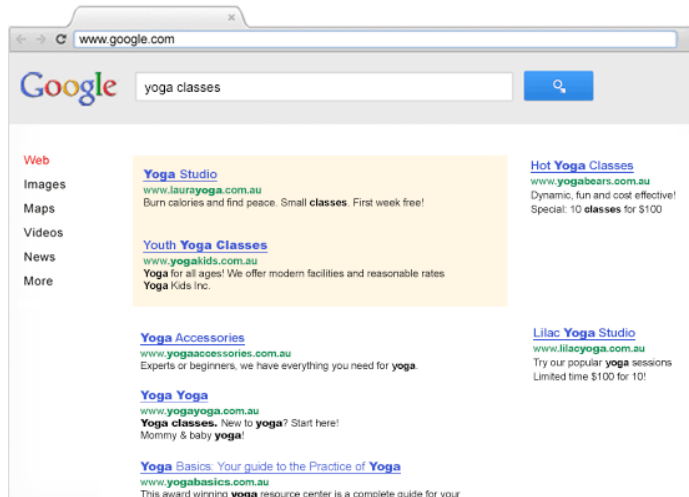 www.google.com
Google
yoga classes
Web
Images
Maps
Videos
News
More
Yoga Studio
www.laurayoga.com.au
Burn calories and find peace. Small classes. First week free!
Youth Yoga Classes
www.yogakids.com.au
Yoga for all ages! We offer modern facilities and reasonable rates
Yoga Kids Inc.
Yoga Accessories
www.yogaaccessories.com.au
Experts or beginners, we have everything you need for yoga.
Yoga Yoga
www.yogayoga.com.au
Yoga classes. New to yoga? Start here!
Mommy & baby yoga!
Yoga Basics: Your guide to the Practice of Yoga
www.yogabasics.com.au
This award winning yoga resource center is a complete guide for your
Hot Yoga Classes
www.yogabears.com.au
Dynamic, fun and cost effective!
Special: 10 classes for $100
Lilac Yoga Studio
www.lilacyoga.com.au
Try our popular yoga sessions
Limited time $100 for 10!